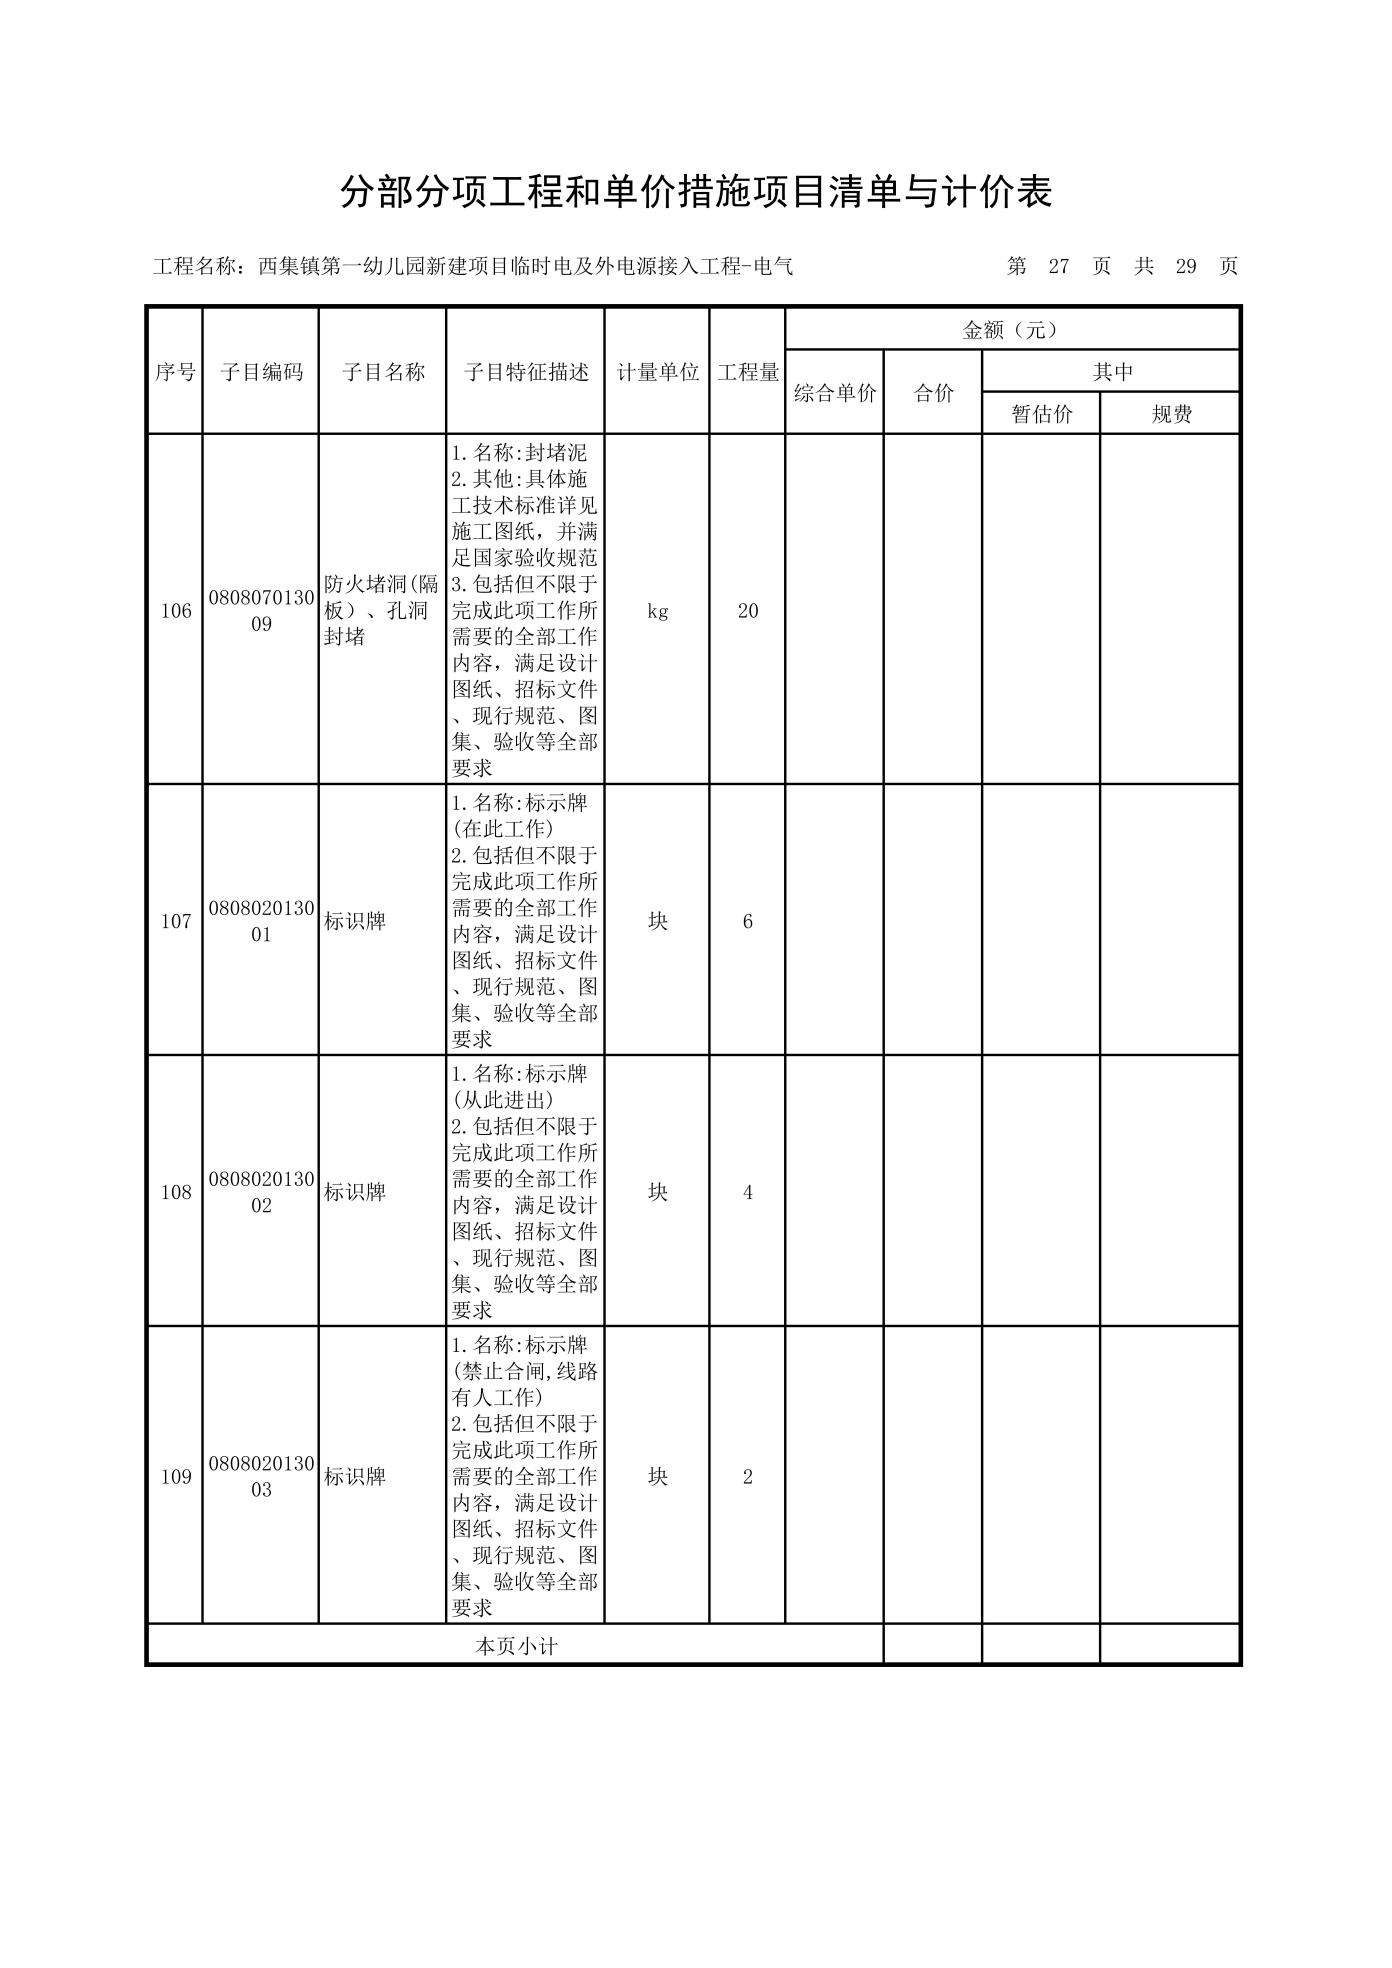 分部分项工程和单价措施项目清单与计价表
工程名称：西集镇第一幼儿园新建项目临时电及外电源接入工程-电气
第 27 页 共 29 页
序号 子目编码 子目名称 子目特征描述 计量单位 工程量
金额（元）
综合单价 合价
其中
暂估价 规费
106
0808070130
09
防火堵洞(隔
板）、孔洞
封堵
1.名称:封堵泥
2.其他:具体施
工技术标准详见
施工图纸，并满
足国家验收规范
3.包括但不限于
完成此项工作所
需要的全部工作
内容，满足设计
图纸、招标文件
、现行规范、图
集、验收等全部
要求
kg
20
107
0808020130
01
标识牌
1.名称:标示牌
(在此工作)
2.包括但不限于
完成此项工作所
需要的全部工作
内容，满足设计
图纸、招标文件
、现行规范、图
集、验收等全部
要求
块
6
108
0808020130
02
标识牌
1.名称:标示牌
(从此进出)
2.包括但不限于
完成此项工作所
需要的全部工作
内容，满足设计
图纸、招标文件
、现行规范、图
集、验收等全部
要求
块
4
109
0808020130
03
标识牌
1.名称:标示牌
(禁止合闸,线路
有人工作)
2.包括但不限于
完成此项工作所
需要的全部工作
内容，满足设计
图纸、招标文件
、现行规范、图
集、验收等全部
要求
块
2
本页小计